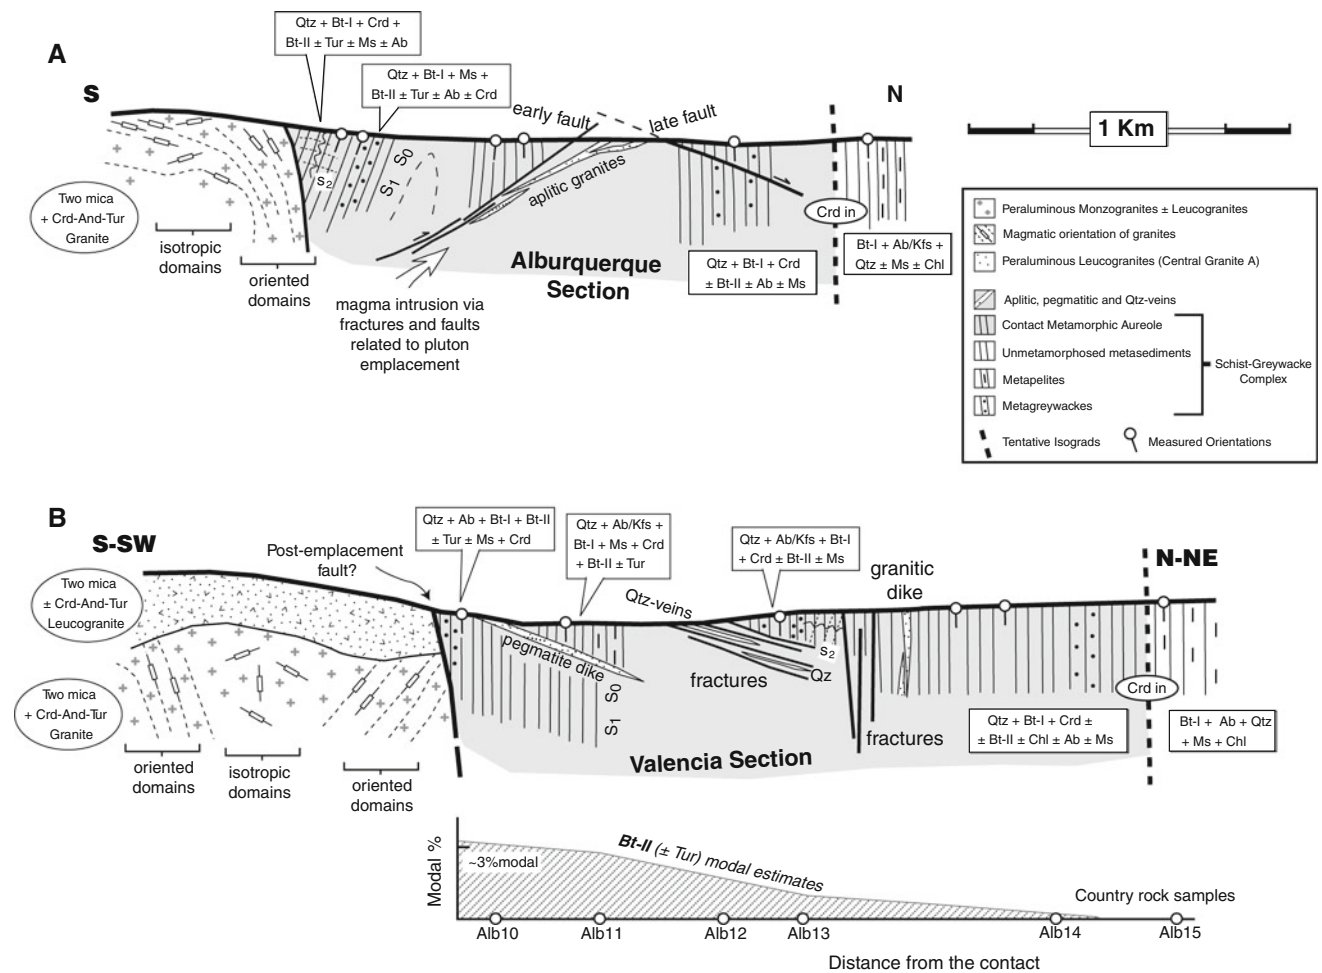 A
S
Qtz + Bt-I + Crd +
Bt-II ± Tur ± Ms ± Ab
Qtz + Bt-I + Ms +
Bt-II ± Tur ± Ab ± Crd
early fault
late fault
N
1 Km
S2
S1
S0
aplitic granites
Two mica
+ Crd-And-Tur
Granite
isotropic
domains
oriented
domains
magma intrusion via
fractures and faults
related to pluton
emplacement
Alburquerque
Section
Qtz + Bt-I + Crd
± Bt-II ± Ab ± Ms
Crd in
Bt-I + Ab/Kfs +
Qtz ± Ms ± Chl
Peraluminous Monzogranites ± Leucogranites
Magmatic orientation of granites
Peraluminous Leucogranites (Central Granite A)
Aplitic, pegmatitic and Qtz-veins
Contact Metamorphic Aureole
Unmetamorphosed metasediments
Metapelites
Metagreywackes
Schist-Greywacke
Complex
Tentative Isograds
Measured Orientations
B
S-SW
Post-emplacement
fault?
Qtz + Ab + Bt-I + Bt-II
± Tur ± Ms + Crd
Qtz + Ab/Kfs +
Bt-I + Ms + Crd
+ Bt-II ± Tur
Qtz-veins
Qtz + Ab/Kfs + Bt-I
+ Crd ± Bt-II ± Ms
granitic
dike
N-NE
Two mica
± Crd-And-Tur
Leucogranite
Two mica
+ Crd-And-Tur
Granite
pegmatite dike
S0
S1
fractures
S2
Qz
fractures
Crd in
Qtz + Bt-I + Crd ±
± Bt-II ± Chl ± Ab ± Ms
Bt-I + Ab + Qtz
+ Ms + Chl
Valencia Section
oriented
domains
isotropic
domains
oriented
domains
Modal %
~3%modal
Bt-II (± Tur) modal estimates
Country rock samples
Alb10
Alb11
Alb12
Alb13
Alb14
Alb15
Distance from the contact